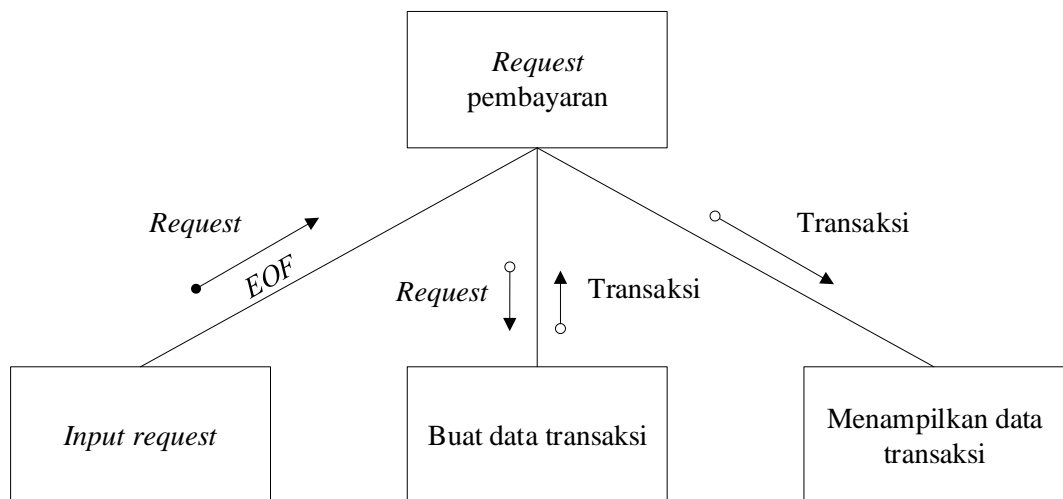 Request
pembayaran
Request
EOF
Request
Transaksi
Transaksi
Input request
Buat data transaksi
Menampilkan data
transaksi